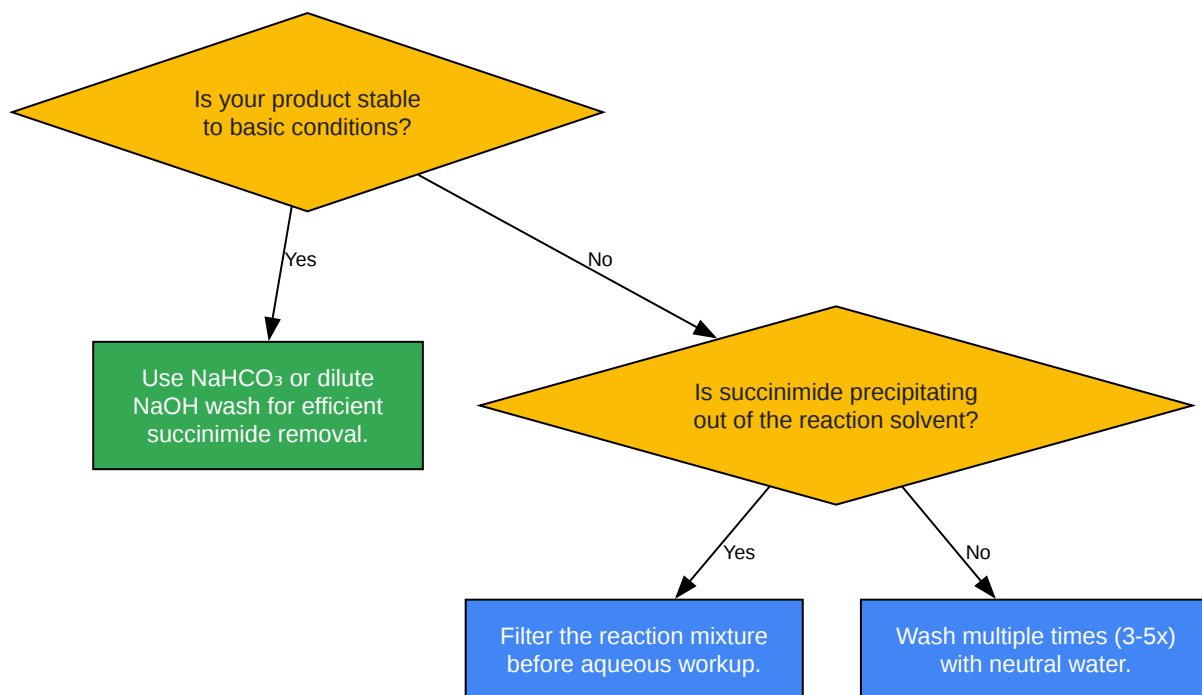 Is your product stable
to basic conditions?
Yes
No
Use NaHCO₃ or dilute
NaOH wash for efficient
succinimide removal.
Is succinimide precipitating
out of the reaction solvent?
Yes
No
Filter the reaction mixture
before aqueous workup.
Wash multiple times (3-5x)
with neutral water.